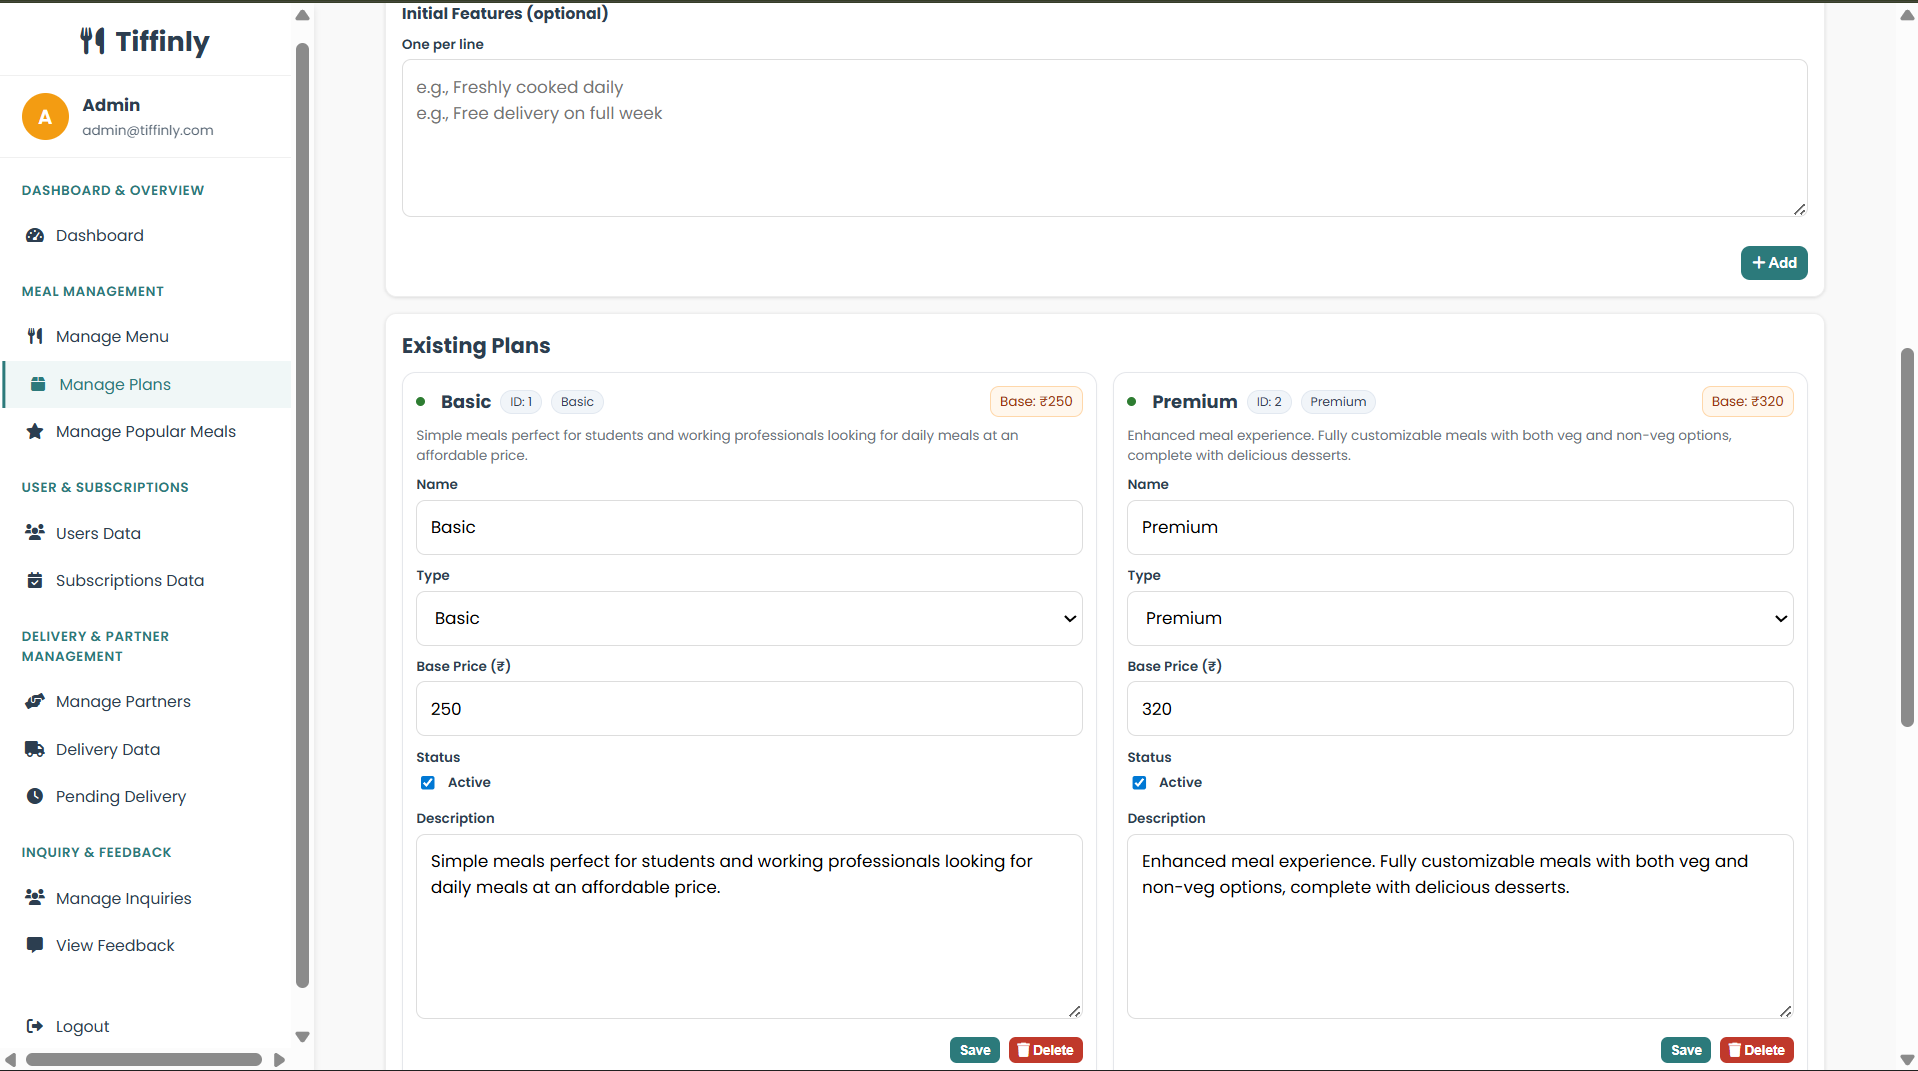 Tiffinly
A
Admin
admin@tiffinly.com
DASHBOARD & OVERVIEW
Dashboard
MEAL MANAGEMENT
Manage Menu
Manage Plans
Manage Popular Meals
USER & SUBSCRIPTIONS
Users Data
Subscriptions Data
DELIVERY & PARTNER
MANAGEMENT
Manage Partners
Delivery Data
Pending Delivery
INQUIRY & FEEDBACK
Manage Inquiries
View Feedback
Logout
Initial Features (optional)
One per line
e.g., Freshly cooked daily
e.g., Free delivery on full week
+ Add
Existing Plans
Basic ID: 1 Basic Base: ₹250
Simple meals perfect for students and working professionals looking for daily meals at an
affordable price.
Name
Basic
Type
Basic
Base Price (₹)
250
Status
Active
Description
Simple meals perfect for students and working professionals looking for
daily meals at an affordable price.
Save Delete
Premium ID: 2 Premium Base: ₹320
Enhanced meal experience. Fully customizable meals with both veg and non-veg options,
complete with delicious desserts.
Name
Premium
Type
Premium
Base Price (₹)
320
Status
Active
Description
Enhanced meal experience. Fully customizable meals with both veg and
non-veg options, complete with delicious desserts.
Save Delete